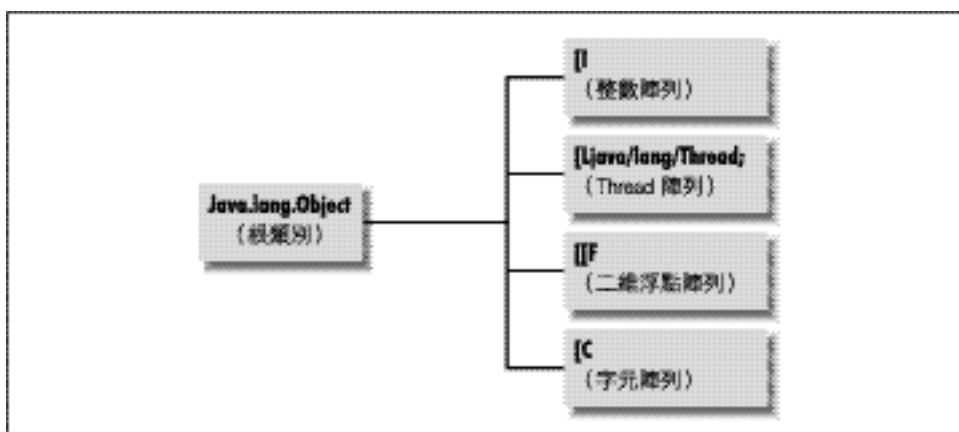 Java.lang.Object
（根類別）
[I
（整數陣列）
[Ljava/lang/Thread;
（Thread 陣列）
[[F
（二維浮點陣列）
[C
（字元陣列）